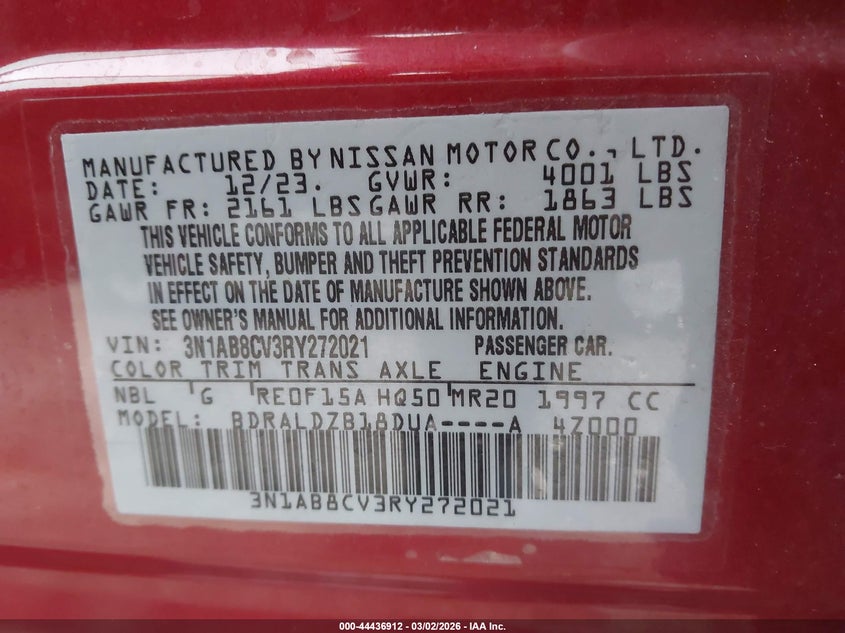 MANUFACTURED BY NISSAN MOTOR CO., LTD.
DATE: 12/23. GVWR: 4001 LBS
GAWR FR: 2161 LBS GAWR RR: 1863 LBS
THIS VEHICLE CONFORMS TO ALL APPLICABLE FEDERAL MOTOR
VEHICLE SAFETY, BUMPER AND THEFT PREVENTION STANDARDS
IN EFFECT ON THE DATE OF MANUFACTURE SHOWN ABOVE.
SEE OWNER'S MANUAL FOR ADDITIONAL INFORMATION.
VIN: 3N1AB8CV3RY272021 PASSENGER CAR.
COLOR TRIM TRANS AXLE ENGINE
NBL 'G 'RE0F15A HQ50'MR20 1997 CC
MODEL: BDRALDZB18DUA----A 4Z000
3N1AB8CV3RY272021
000-44436912 — 03/02/2026 — IAA Inc.